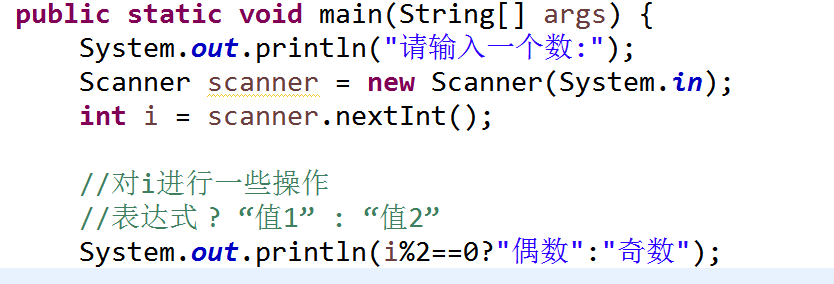 public static void main(String[] args) {
System.out.println("请输入一个数:");
Scanner scanner = new Scanner(System.in);
int i = scanner.nextInt();
//对i进行一些操作
//表达式 ? “值1” : “值2”
System.out.println(i%2==0?"偶数":"奇数");